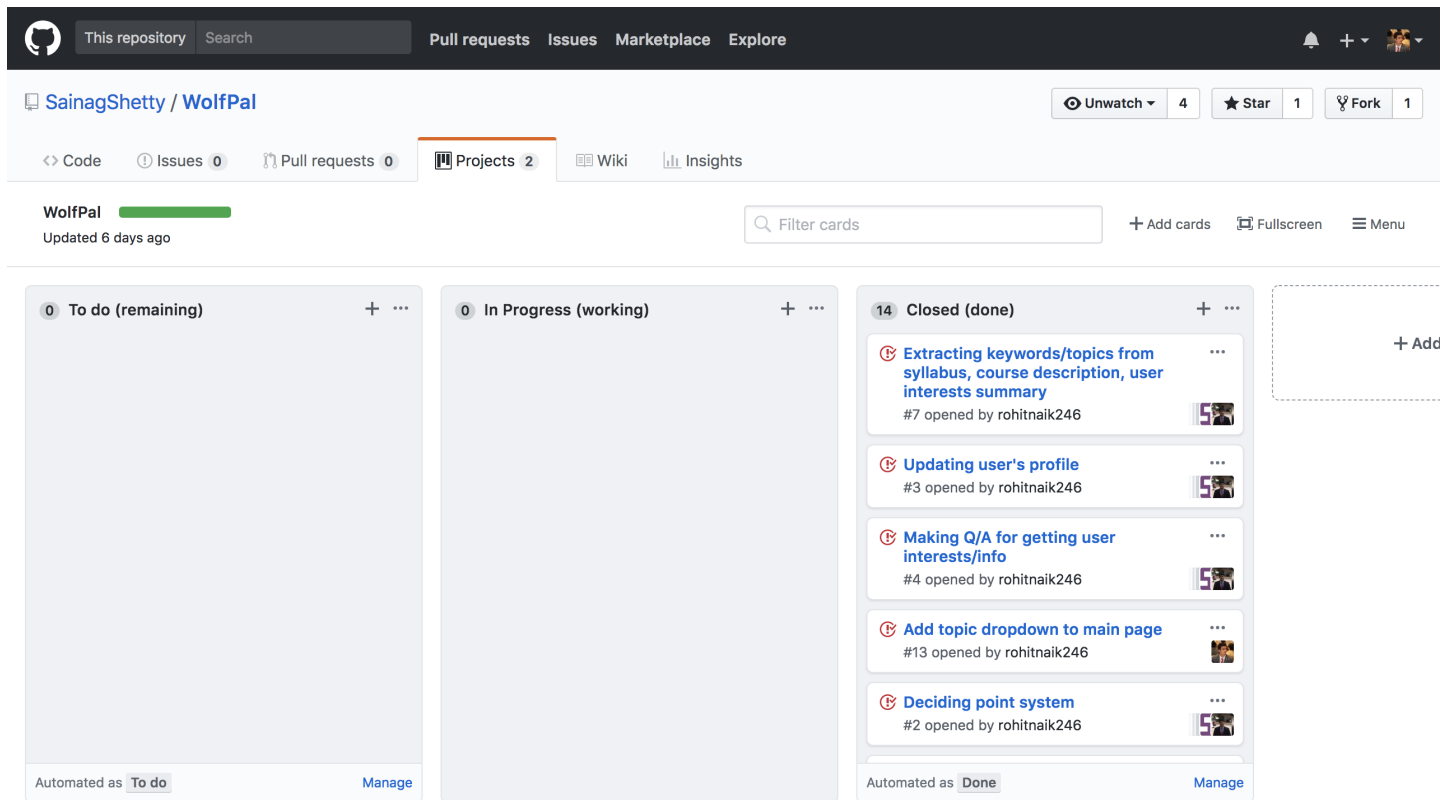 This repository Search Pull requests Issues Marketplace Explore
SainagShetty / WolfPal
Unwatch 4 Star 1 Fork 1
Code Issues 0 Pull requests 0 Projects 2 Wiki Insights
WolfPal
Updated 6 days ago
Filter cards
Add cards Fullscreen Menu
0 To do (remaining)
Automated as To do Manage
0 In Progress (working)
14 Closed (done)
Extracting keywords/topics from
syllabus, course description, user
interests summary
#7 opened by rohitnaik246
Updating user's profile
#3 opened by rohitnaik246
Making Q/A for getting user
interests/info
#4 opened by rohitnaik246
Add topic dropdown to main page
#13 opened by rohitnaik246
Deciding point system
#2 opened by rohitnaik246
Automated as Done Manage
Add